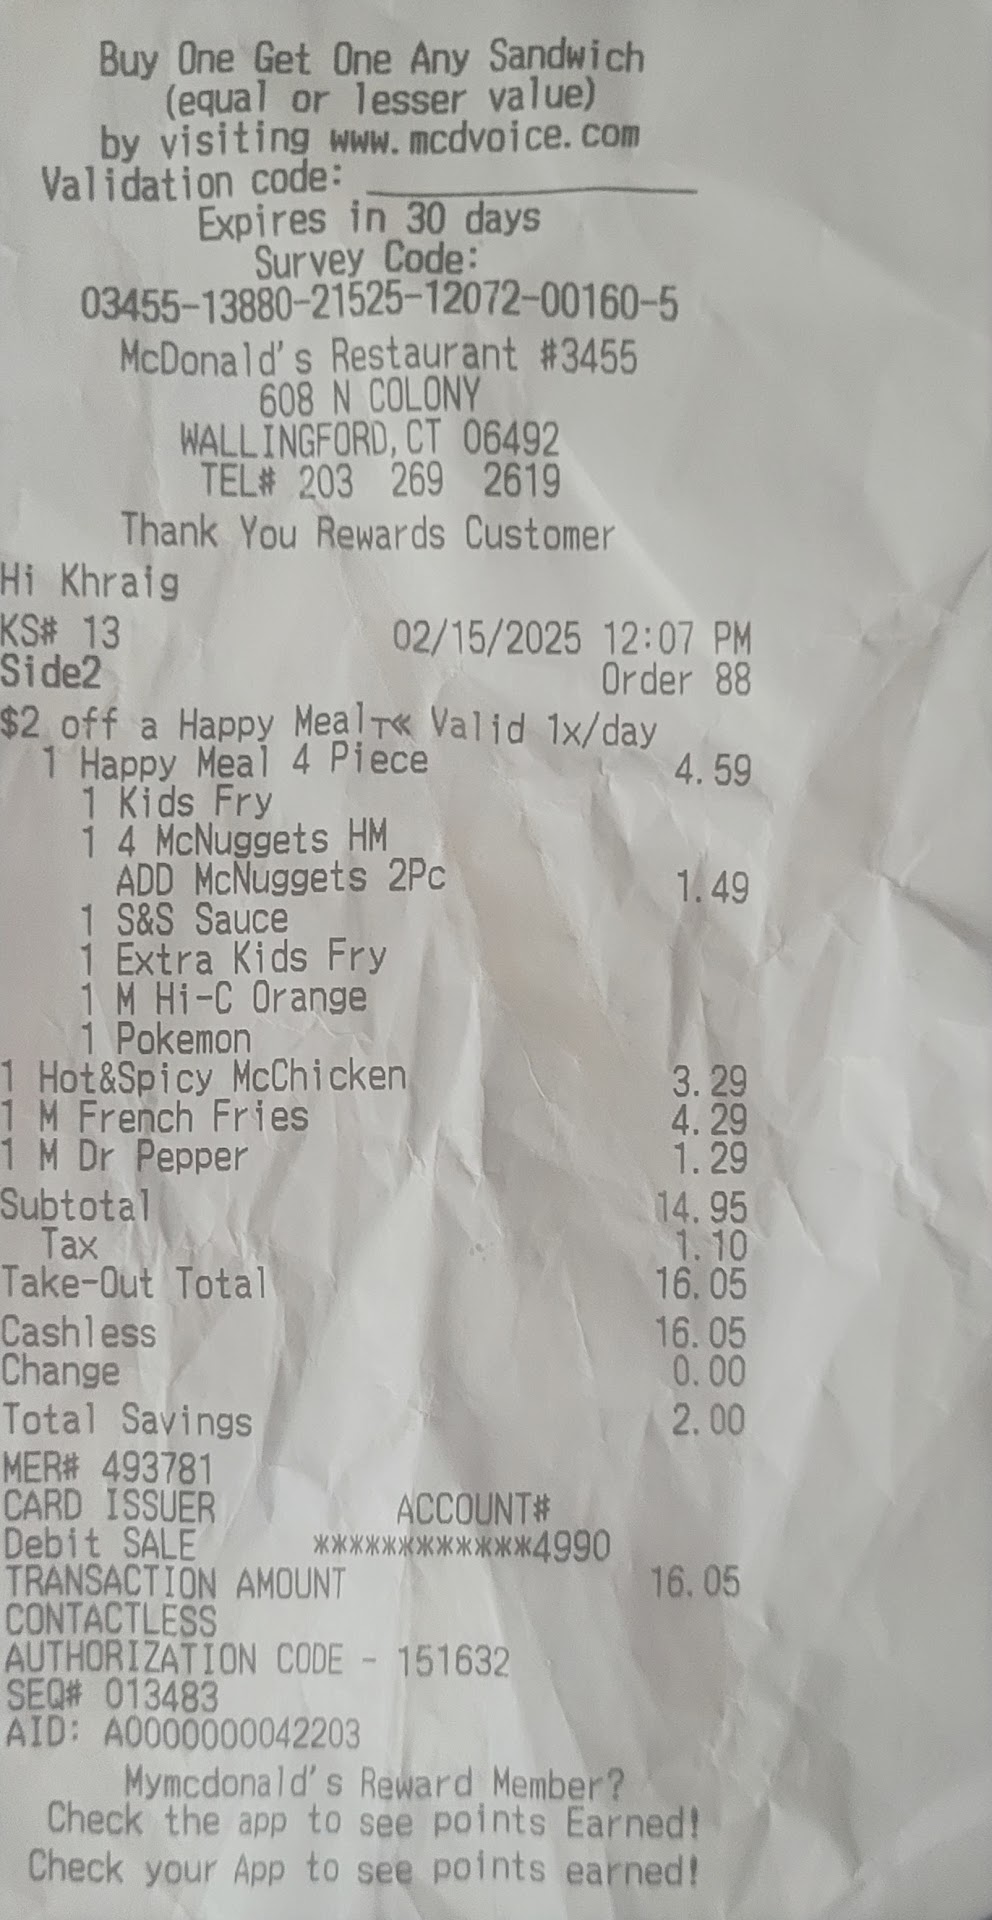 Buy One Get One Any Sandwich
(equal or lesser value)
by visiting www.mcdvoice.com
Validation code: ________________
Expires in 30 days
Survey Code:
03455-13880-21525-12072-00160-5
McDonald's Restaurant #3455
608 N COLONY
WALLINGFORD,CT 06492
TEL# 203 269 2619
Thank You Rewards Customer
Hi Khraig
KS# 13 02/15/2025 12:07 PM
Side2 Order 88
$2 off a Happy Mealт≪ Valid 1x/day
1 Happy Meal 4 Piece 4.59
1 Kids Fry
1 4 McNuggets HM
ADD McNuggets 2Pc 1.49
1 S&S Sauce
1 Extra Kids Fry
1 M Hi-C Orange
1 Pokemon
1 Hot&Spicy McChicken 3.29
1 M French Fries 4.29
1 M Dr Pepper 1.29
Subtotal 14.95
Tax 1.10
Take-Out Total 16.05
Cashless 16.05
Change 0.00
Total Savings 2.00
MER# 493781
CARD ISSUER ACCOUNT#
Debit SALE ************4990
TRANSACTION AMOUNT 16.05
CONTACTLESS
AUTHORIZATION CODE - 151632
SEQ# 013483
AID: A0000000042203
Mymcdonald's Reward Member?
Check the app to see points Earned!
Check your App to see points earned!